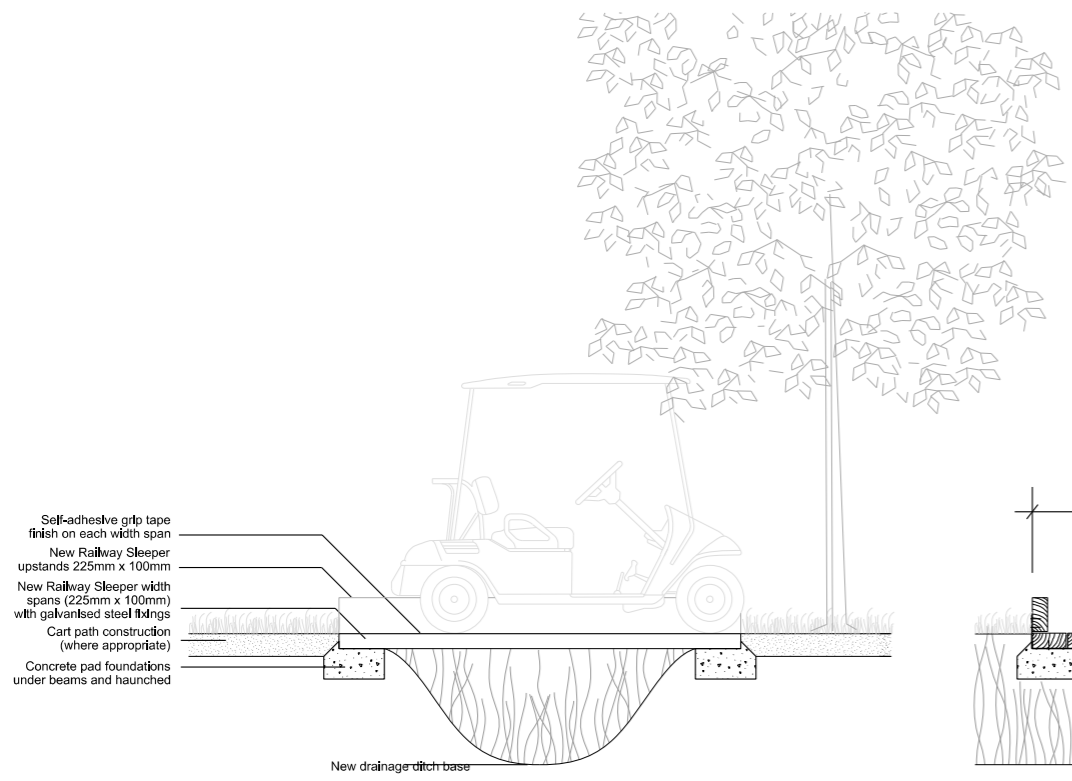 Self-adhesive grip tape
finish on each width span
New Railway Sleeper
upstands 225mm x 100mm
New Railway Sleeper width
spans (225mm x 100mm)
with galvanised steel fixings
Cart path construction
(where appropriate)
Concrete pad foundations
under beams and haunched
New drainage ditch base